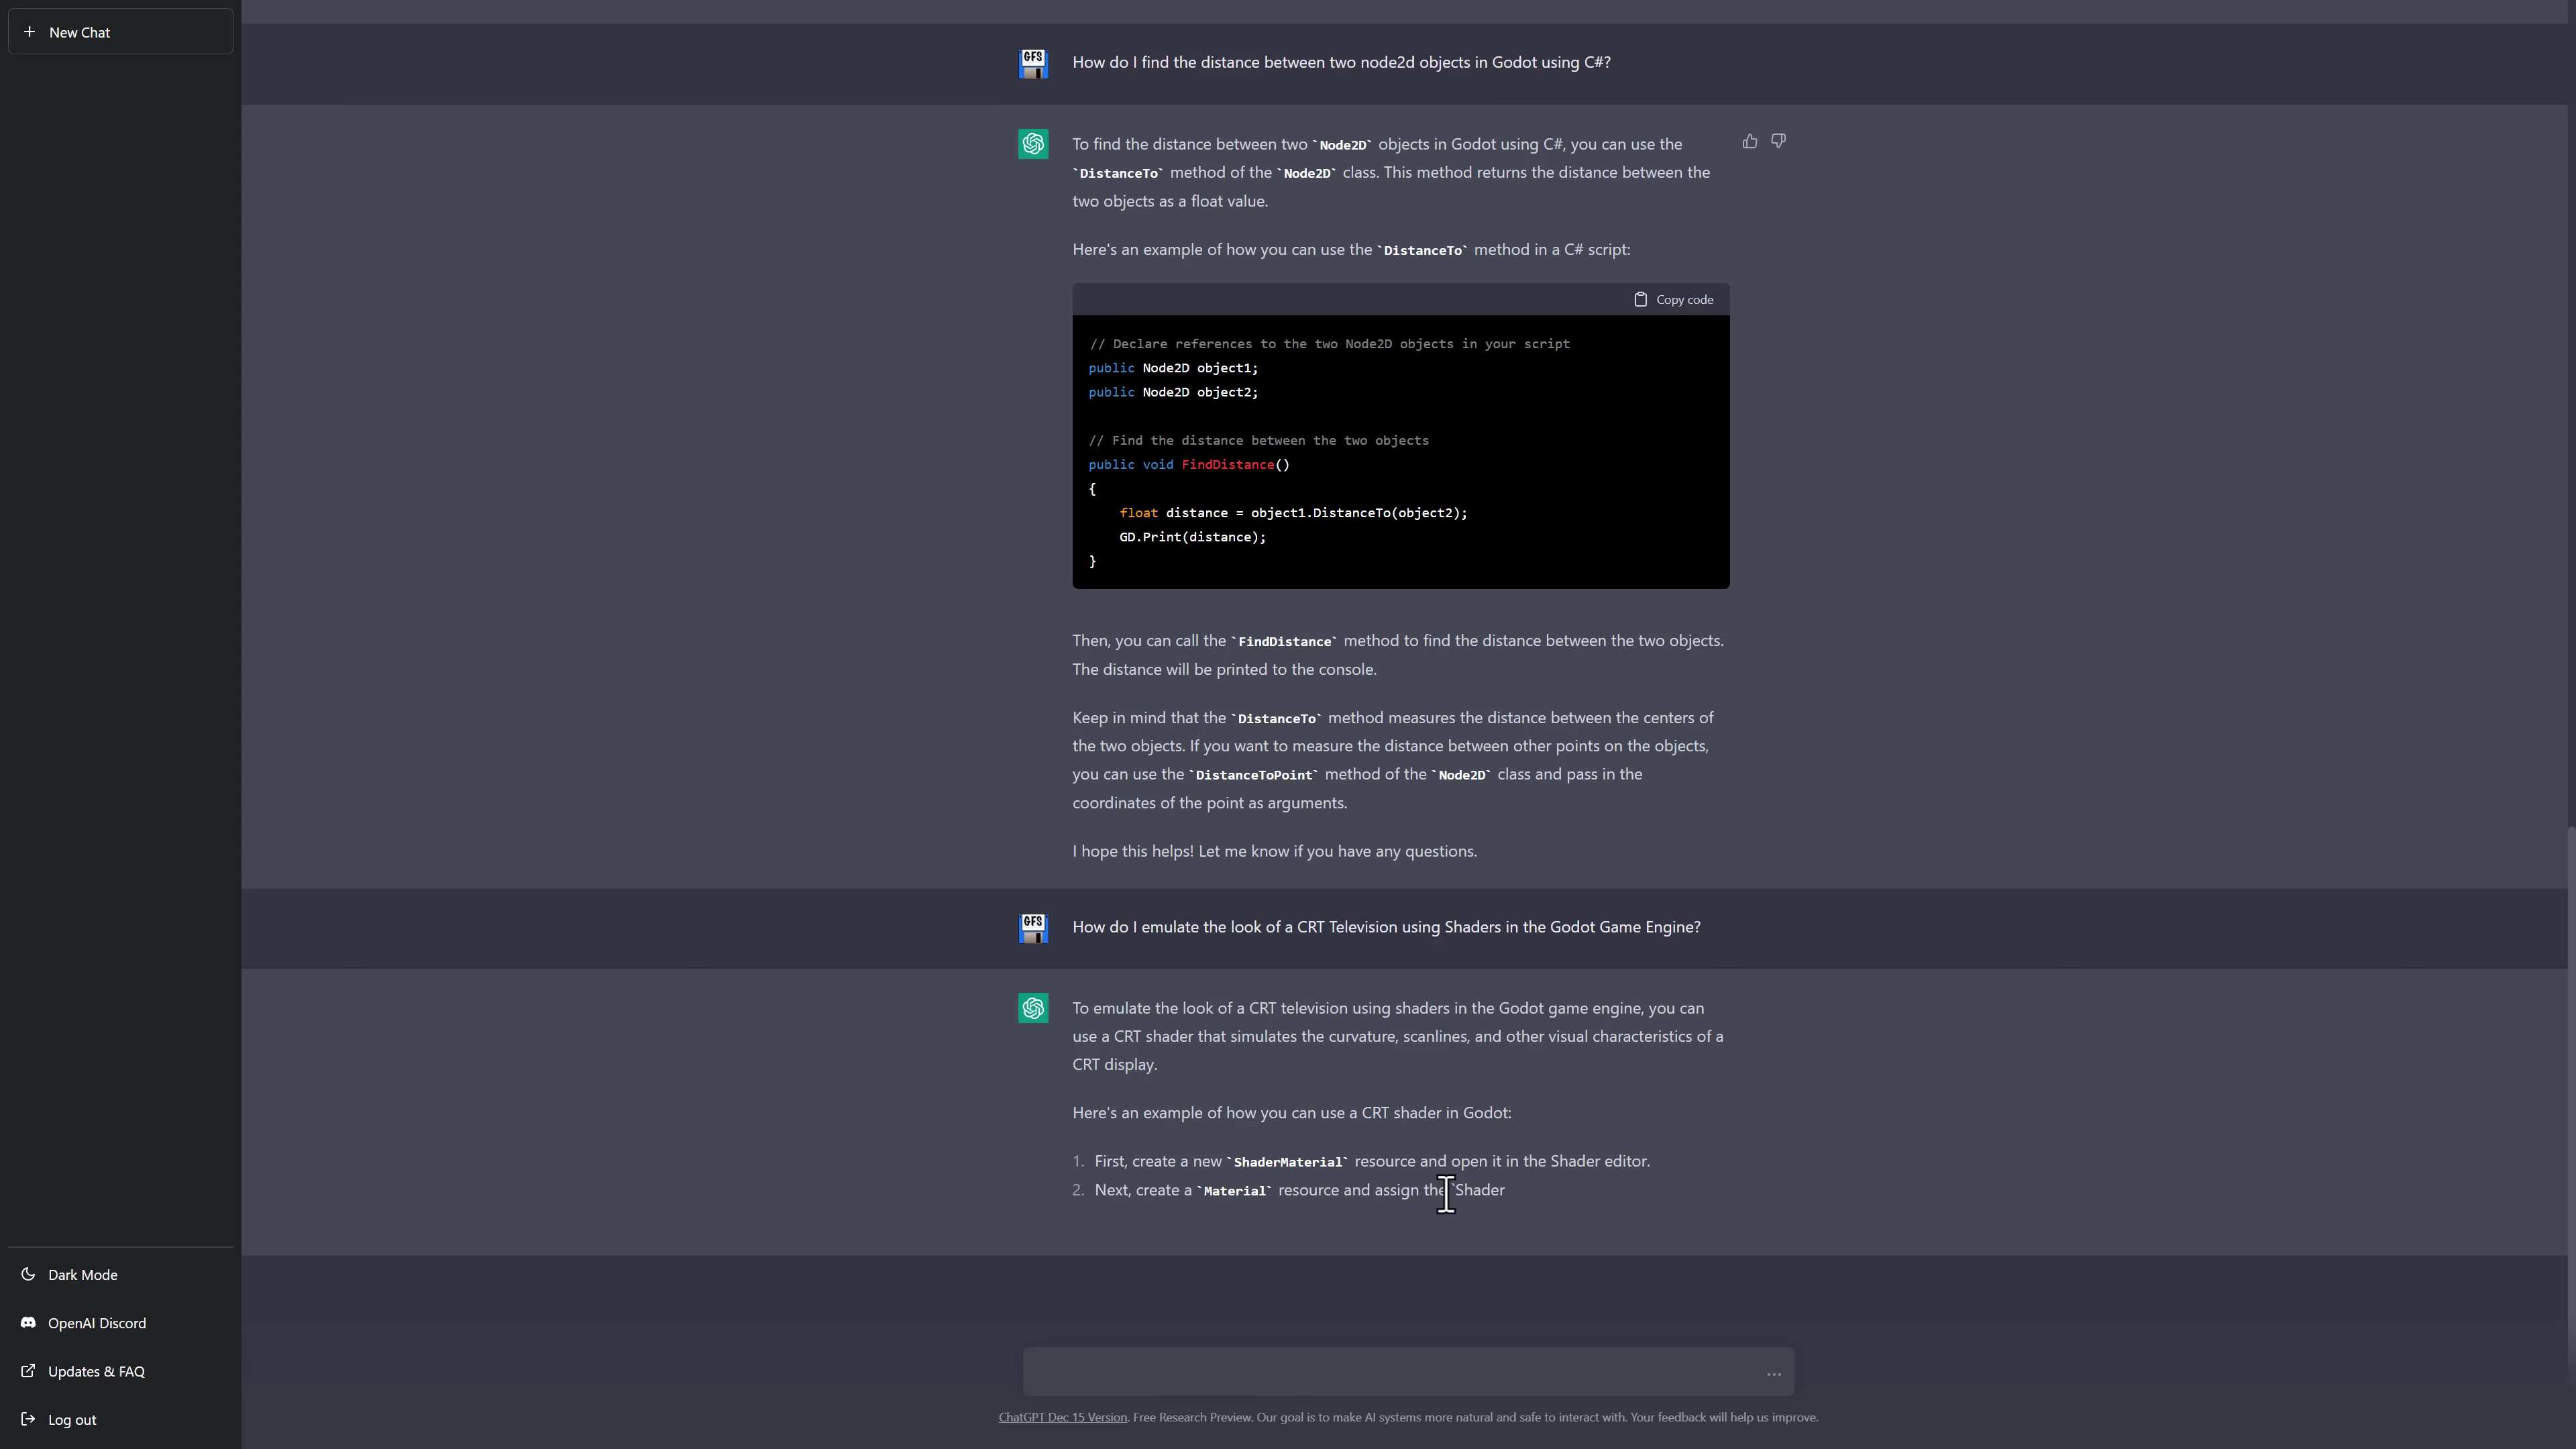 New Chat
GFS
How do I find the distance between two node2d objects in Godot using C#?
To find the distance between two `Node2D` objects in Godot using C#, you can use the
`DistanceTo` method of the `Node2D` class. This method returns the distance between the
two objects as a float value.
Here's an example of how you can use the `DistanceTo` method in a C# script:
Copy code
// Declare references to the two Node2D objects in your script
public Node2D object1;
public Node2D object2;
// Find the distance between the two objects
public void FindDistance()
{
float distance = object1.DistanceTo(object2);
GD.Print(distance);
}
Then, you can call the `FindDistance` method to find the distance between the two objects.
The distance will be printed to the console.
Keep in mind that the `DistanceTo` method measures the distance between the centers of
the two objects. If you want to measure the distance between other points on the objects,
you can use the `DistanceToPoint` method of the `Node2D` class and pass in the
coordinates of the point as arguments.
I hope this helps! Let me know if you have any questions.
GFS
How do I emulate the look of a CRT Television using Shaders in the Godot Game Engine?
To emulate the look of a CRT television using shaders in the Godot game engine, you can
use a CRT shader that simulates the curvature, scanlines, and other visual characteristics of a
CRT display.
Here's an example of how you can use a CRT shader in Godot:
1. First, create a new `ShaderMaterial` resource and open it in the Shader editor.
2. Next, create a `Material` resource and assign the `Shader
Dark Mode
OpenAI Discord
Updates & FAQ
Log out
...
ChatGPT Dec 15 Version. Free Research Preview. Our goal is to make AI systems more natural and safe to interact with. Your feedback will help us improve.